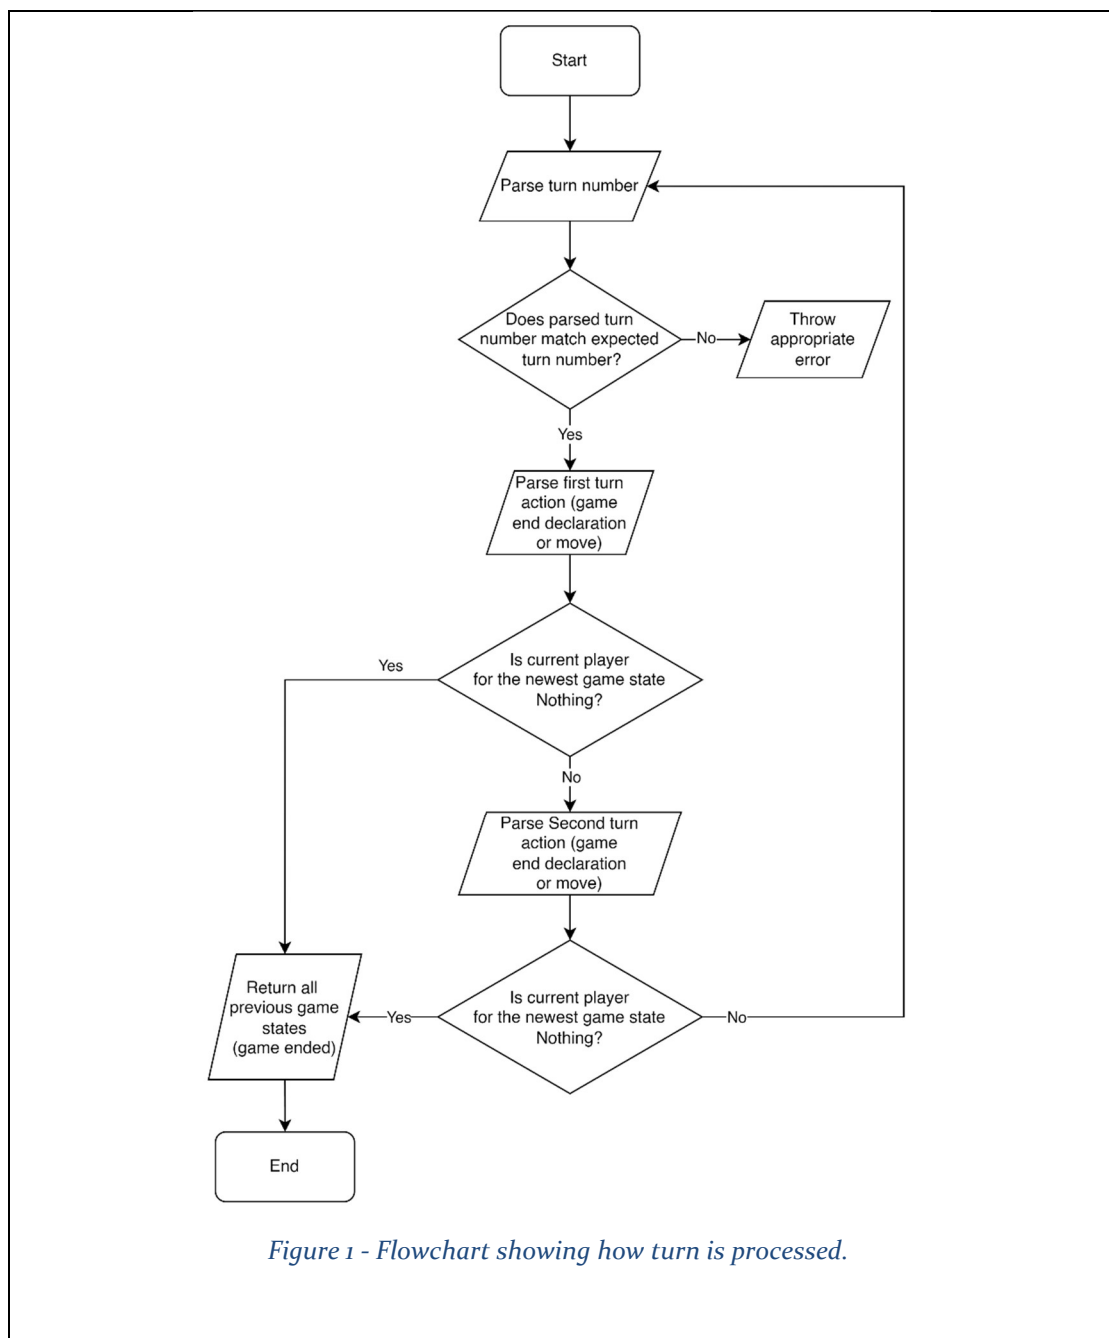 Start
Parse turn number
Does parsed turn
number match expected
turn number?
No
Throw
appropriate
error
Yes
Parse first turn
action (game
end declaration
or move)
Is current player
for the newest game state
Nothing?
Yes
No
Parse Second turn
action (game
end declaration
or move)
Is current player
for the newest game state
Nothing?
Yes
No
Return all
previous game
states
(game ended)
End
Figure 1 - Flowchart showing how turn is processed.